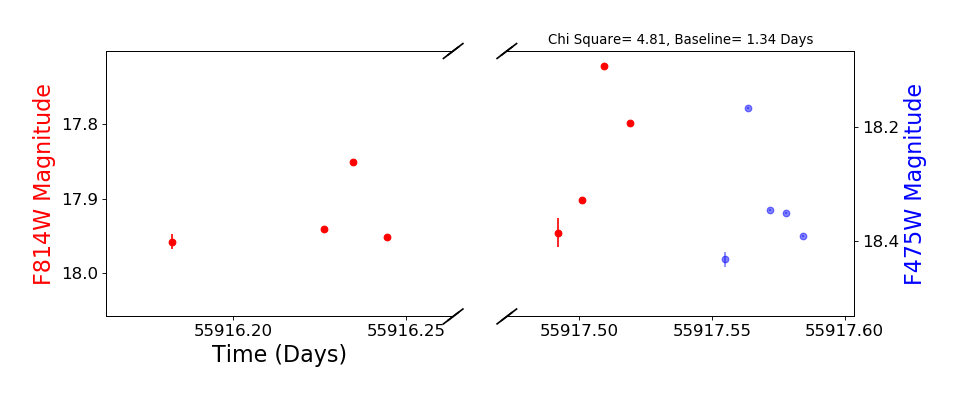 Chi Square= 4.81, Baseline= 1.34 Days
F814W Magnitude
17.8
17.9
18.0
18.2
18.4
F475W Magnitude
55916.20
55916.25
55917.50
55917.55
55917.60
Time (Days)